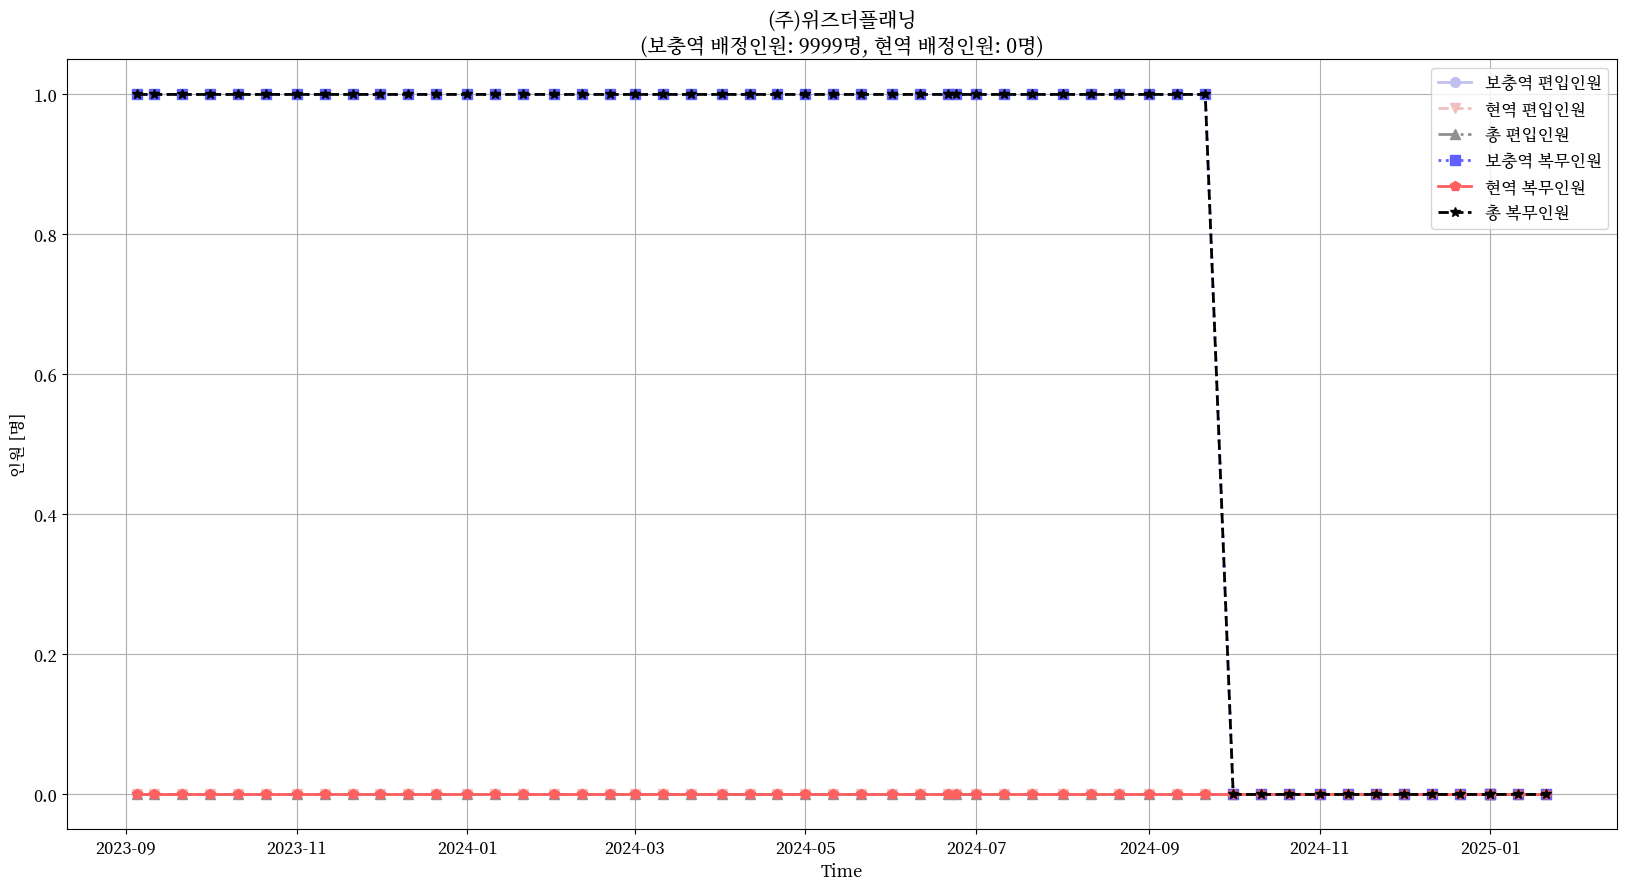 (주)위즈더플래닝
(보충역 배정인원: 9999명, 현역 배정인원: 0명)
보충역 편입인원
현역 편입인원
총 편입인원
보충역 복무인원
현역 복무인원
총 복무인원
인원 [명]
1.0
0.8
0.6
0.4
0.2
0.0
2023-09 2023-11 2024-01 2024-03 2024-05 2024-07 2024-09 2024-11 2025-01
Time